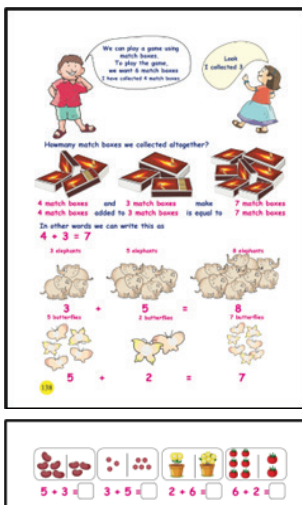 We can play a game using
match boxes.
To play the game,
we want 6 match boxes
I have collected 4 match boxes
Look
I collected 3
Howmany match boxes we collected altogether?
4 match boxes and 3 match boxes make 7 match boxes
4 match boxes added to 3 match boxes is equal to 7 match boxes
In other words we can write this as
4 + 3 = 7
3 elephants 5 elephants 8 elephants
3 + 5 = 8
5 butterflies 2 butterflies 7 butterflies
5 + 2 = 7
138
5 + 3 =
3 + 5 =
2 + 6 =
6 + 2 =